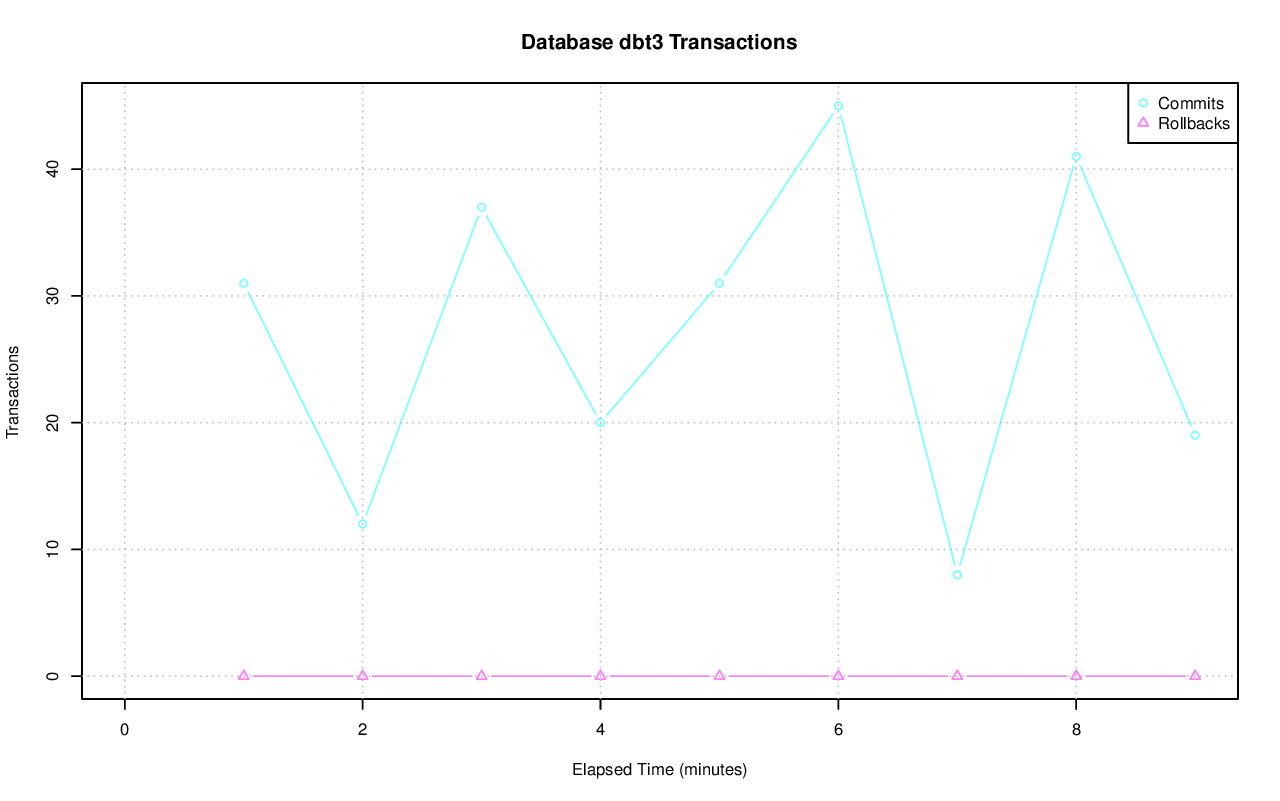 Database dbt3 Transactions
Commits
Rollbacks
Transactions
40
30
20
10
0
0 2 4 6 8
Elapsed Time (minutes)